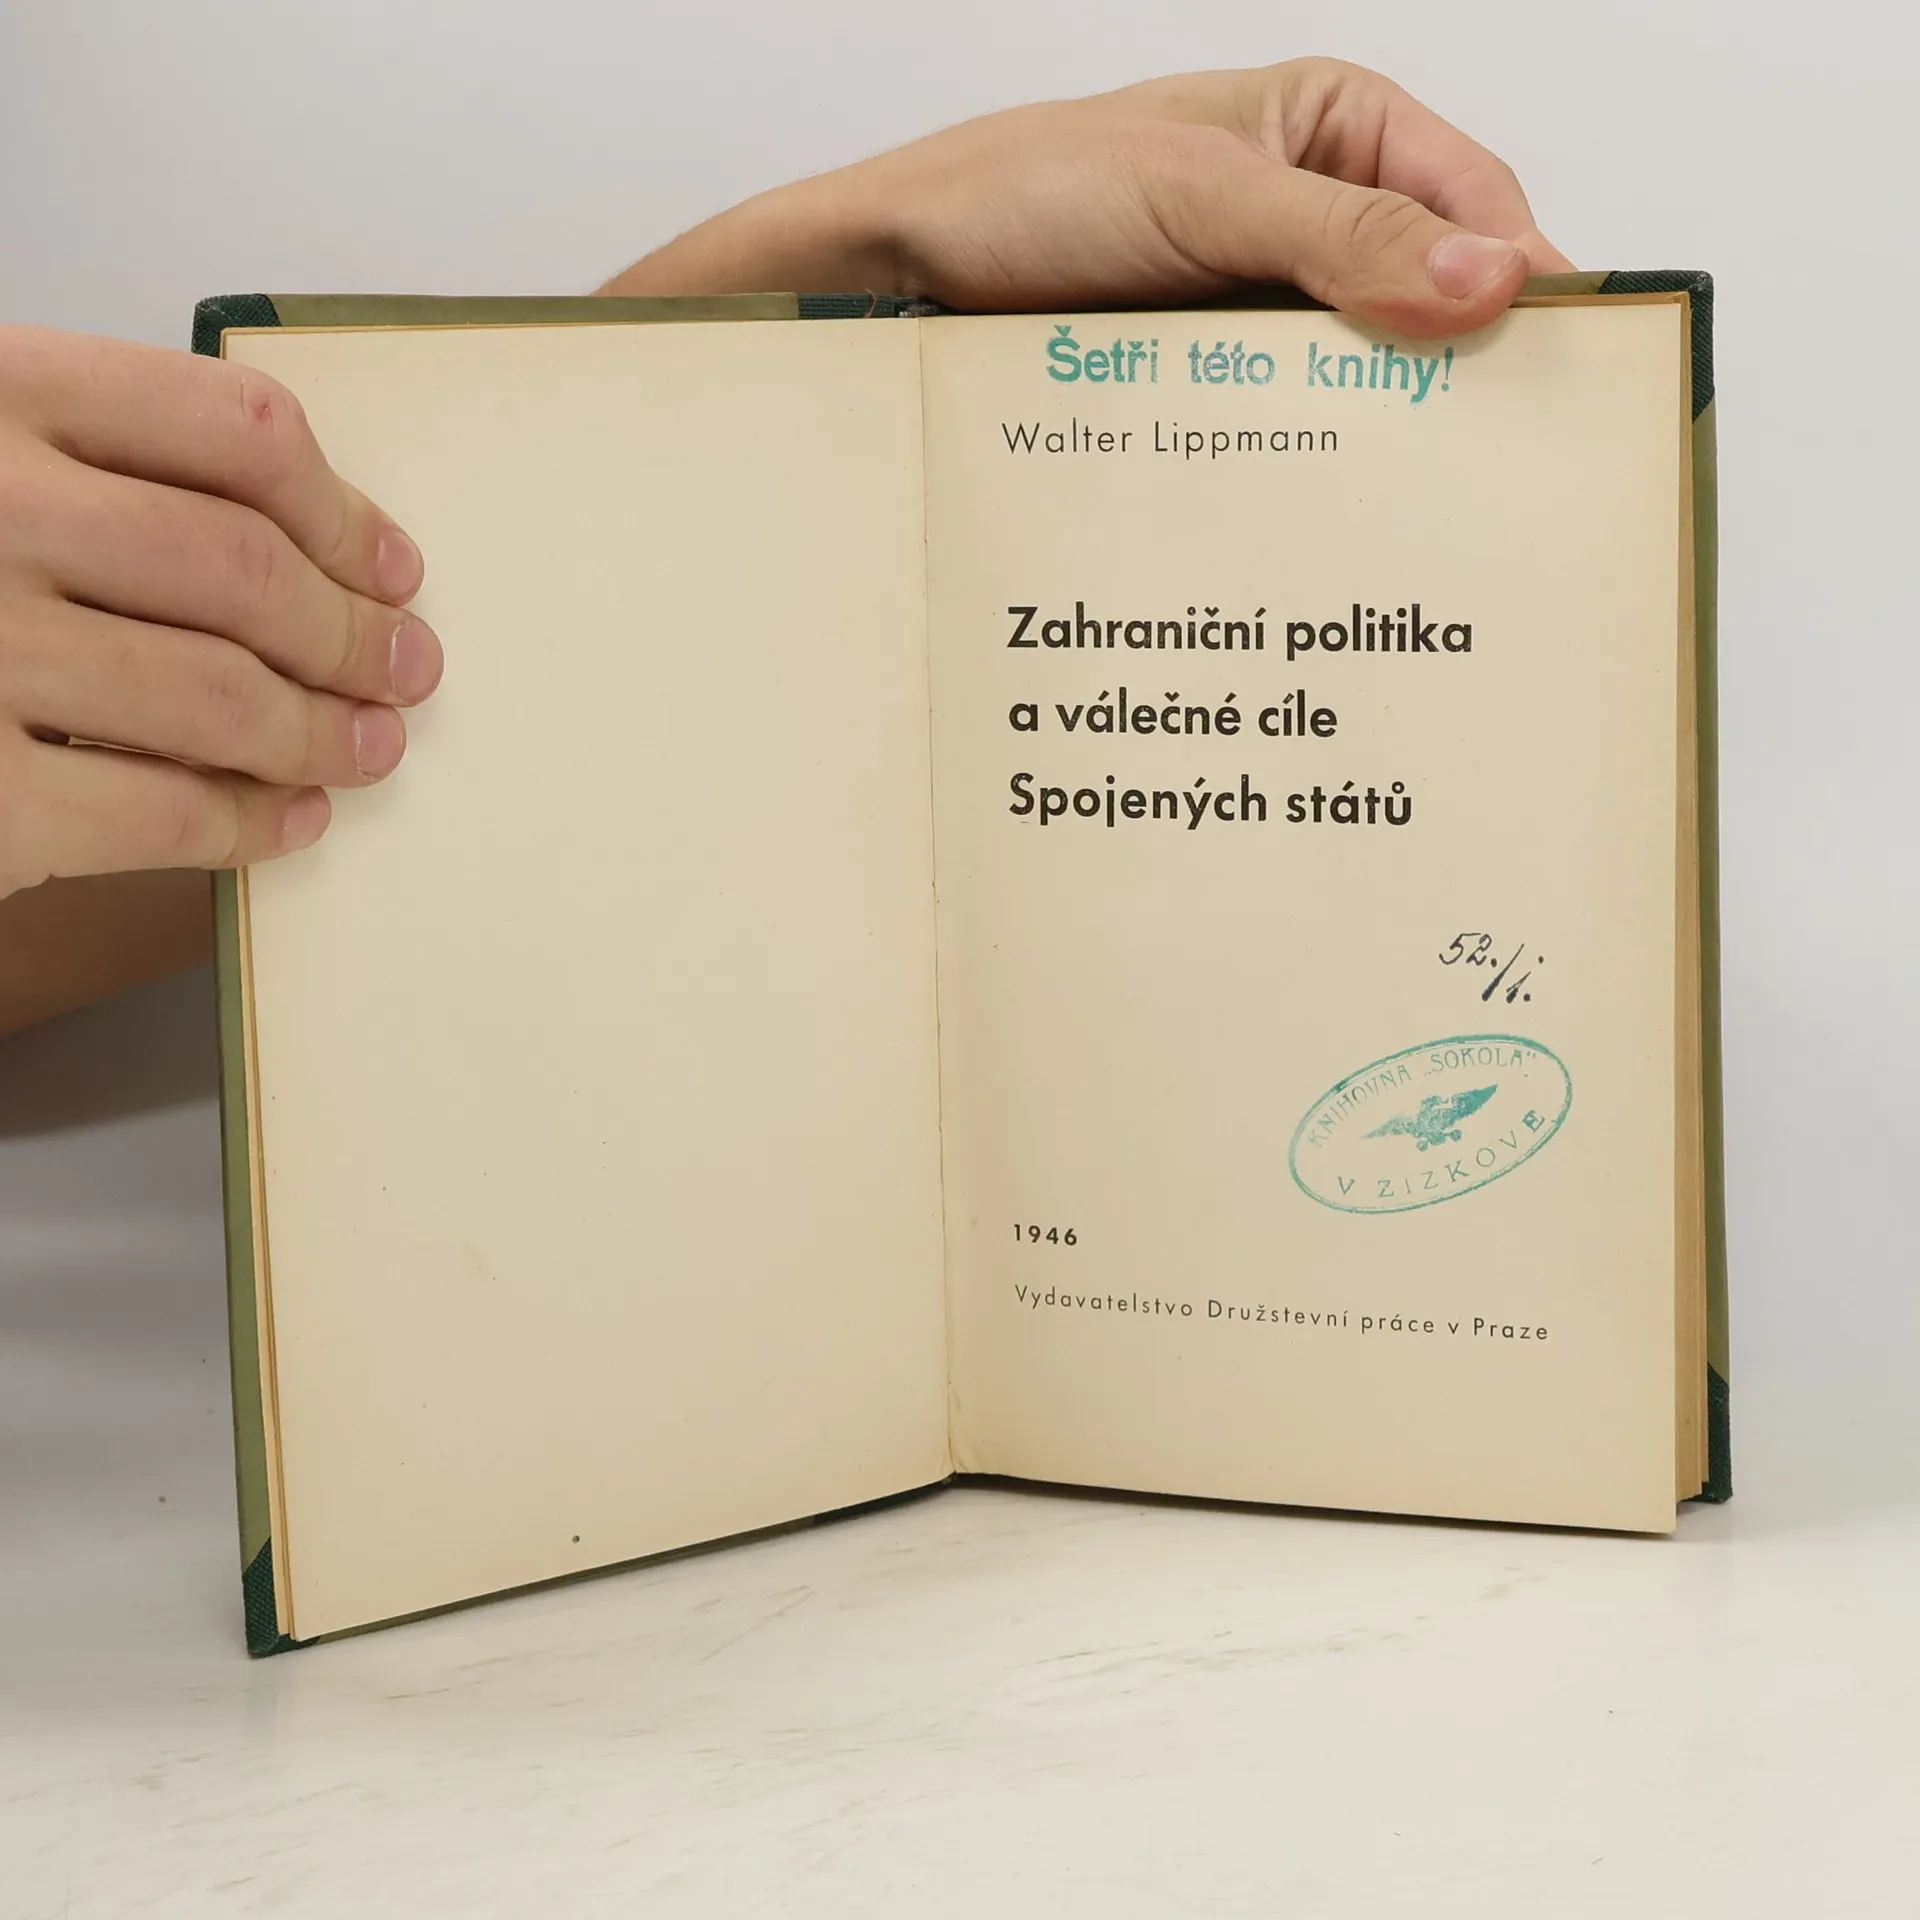 Šetři této knihy!
Walter Lippmann
Zahraniční politika
a válečné cíle
Spojených států
52./1.
KNIHOVNA „SOKOLA"
V ŽIZKOVE
1946
Vydavatelstvo Družstevní práce v Praze